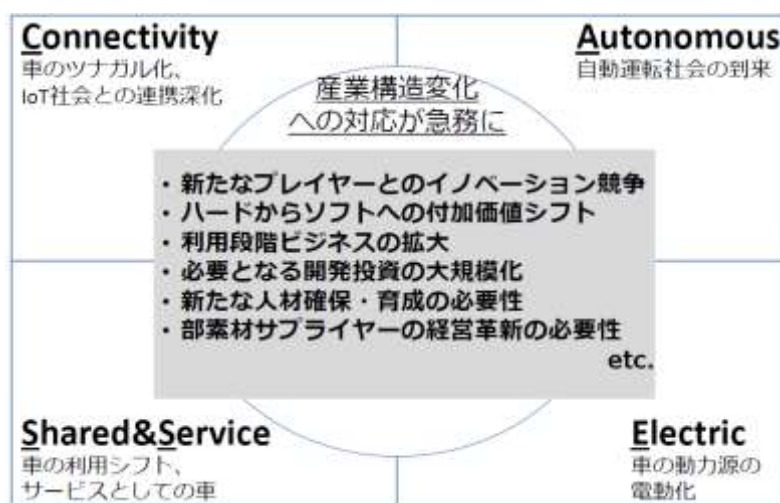 Connectivity
車のツナガル化、
IoT社会との連携深化
Autonomous
自動運転社会の到来
産業構造変化
への対応が急務に
・ 新たなプレイヤーとのイノベーション競争
・ ハードからソフトへの付加価値シフト
・ 利用段階ビジネスの拡大
・ 必要となる開発投資の大規模化
・ 新たな人材確保・育成の必要性
・ 部素材サプライヤーの経営革新の必要性
etc.
Shared&Service
車の利用シフト、
サービスとしての車
Electric
車の動力源の
電動化